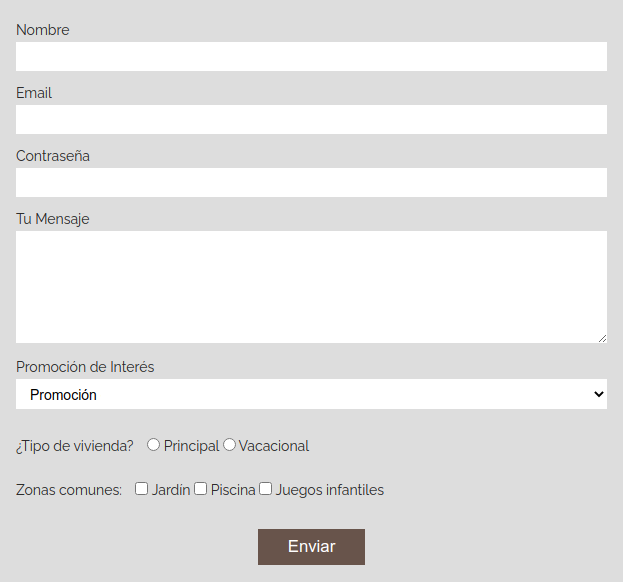 Nombre
Email
Contraseña
Tu Mensaje
Promoción de Interés
Promoción
¿Tipo de vivienda? Principal Vacacional
Zonas comunes: Jardín Piscina Juegos infantiles
Enviar